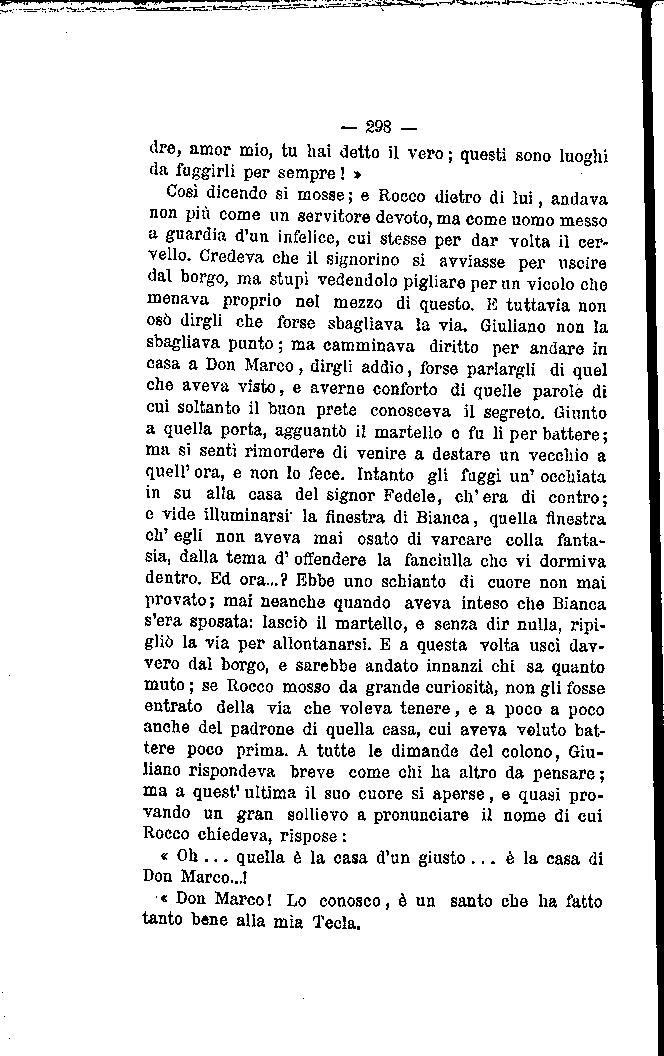 — 298 —
dre, amor mio, tu hai detto il vero; questi sono luoghi
da fuggirli per sempre! »
Così dicendo si mosse; e Rocco dietro di lui, andava
non più come un servitore devoto, ma come uomo messo
a guardia d'un infelice, cui stesse per dar volta il cer-
vello. Credeva che il signorino si avviasse per uscire
dal borgo, ma stupì vedendolo pigliare per un vicolo che
menava proprio nel mezzo di questo. E tuttavia non
osò dirgli che forse sbagliava la via. Giuliano non la
sbagliava punto; ma camminava diritto per andare in
casa a Don Marco, dirgli addio, forse parlargli di quel
che aveva visto, e averne conforto di quelle parole di
cui soltanto il buon prete conosceva il segreto. Giunto
a quella porta, agguantò il martello e fu lì per battere;
ma si sentì rimordere di venire a destare un vecchio a
quell' ora, e non lo fece. Intanto gli fuggì un' occhiata
in su alla casa del signor Fedele, ch' era di contro;
e vide illuminarsi la finestra di Bianca, quella finestra
ch' egli non aveva mai osato di varcare colla fanta-
sia, dalla tema d' offendere la fanciulla che vi dormiva
dentro. Ed ora...? Ebbe uno schianto di cuore non mai
provato; mai neanche quando aveva inteso che Bianca
s'era sposata: lasciò il martello, e senza dir nulla, ripi-
gliò la via per allontanarsi. E a questa volta uscì dav-
vero dal borgo, e sarebbe andato innanzi chi sa quanto
muto; se Rocco mosso da grande curiosità, non gli fosse
entrato della via che voleva tenere, e a poco a poco
anche del padrone di quella casa, cui aveva veluto bat-
tere poco prima. A tutte le dimande del colono, Giu-
liano rispondeva breve come chi ha altro da pensare;
ma a quest' ultima il suo cuore si aperse, e quasi pro-
vando un gran sollievo a pronunciare il nome di cui
Rocco chiedeva, rispose:
« Oh ... quella è la casa d'un giusto ... è la casa di
Don Marco...!
« Don Marco! Lo conosco, è un santo che ha fatto
tanto bene alla mia Tecla.